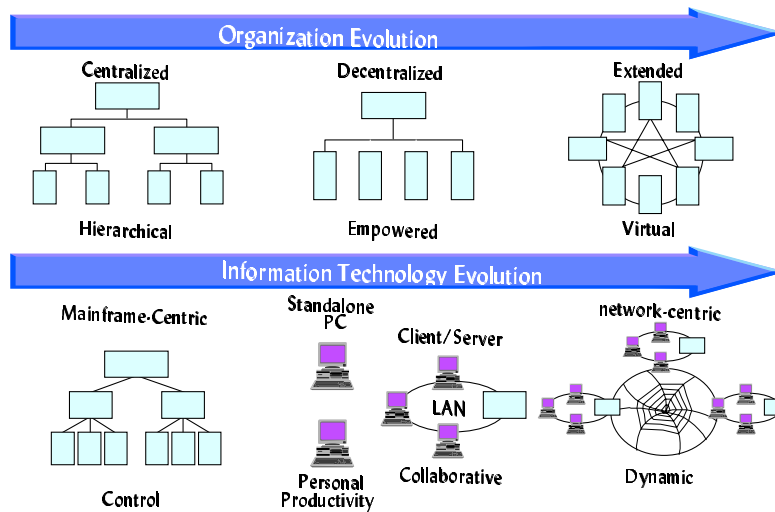 Organization Evolution
Centralized
Decentralized
Extended
Hierarchical
Empowered
Virtual
Information Technology Evolution
Mainframe-Centric
Standalone
PC
Client/Server
network-centric
LAN
Control
Personal
Productivity
Collaborative
Dynamic